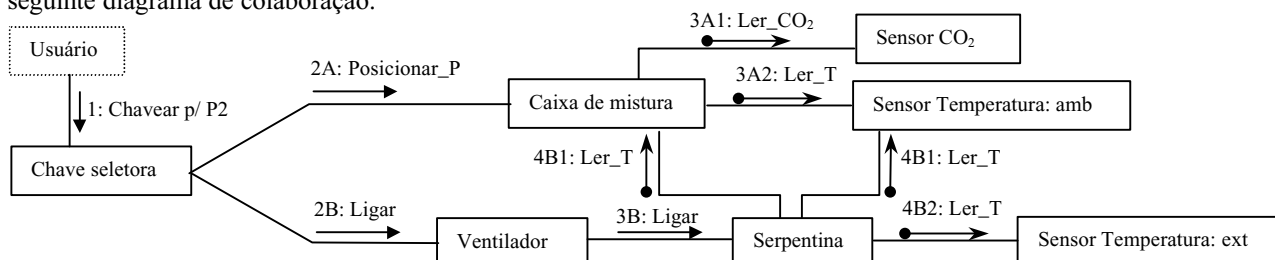 seguinte diagrama de colaboração.
3A1: Ler_CO₂
Sensor CO₂
Usuário
2A: Posicionar_P
3A2: Ler_T
1: Chavear p/ P2
Caixa de mistura
Sensor Temperatura: amb
Chave seletora
4B1: Ler_T
4B1: Ler_T
2B: Ligar
3B: Ligar
4B2: Ler_T
Ventilador
Serpentina
Sensor Temperatura: ext